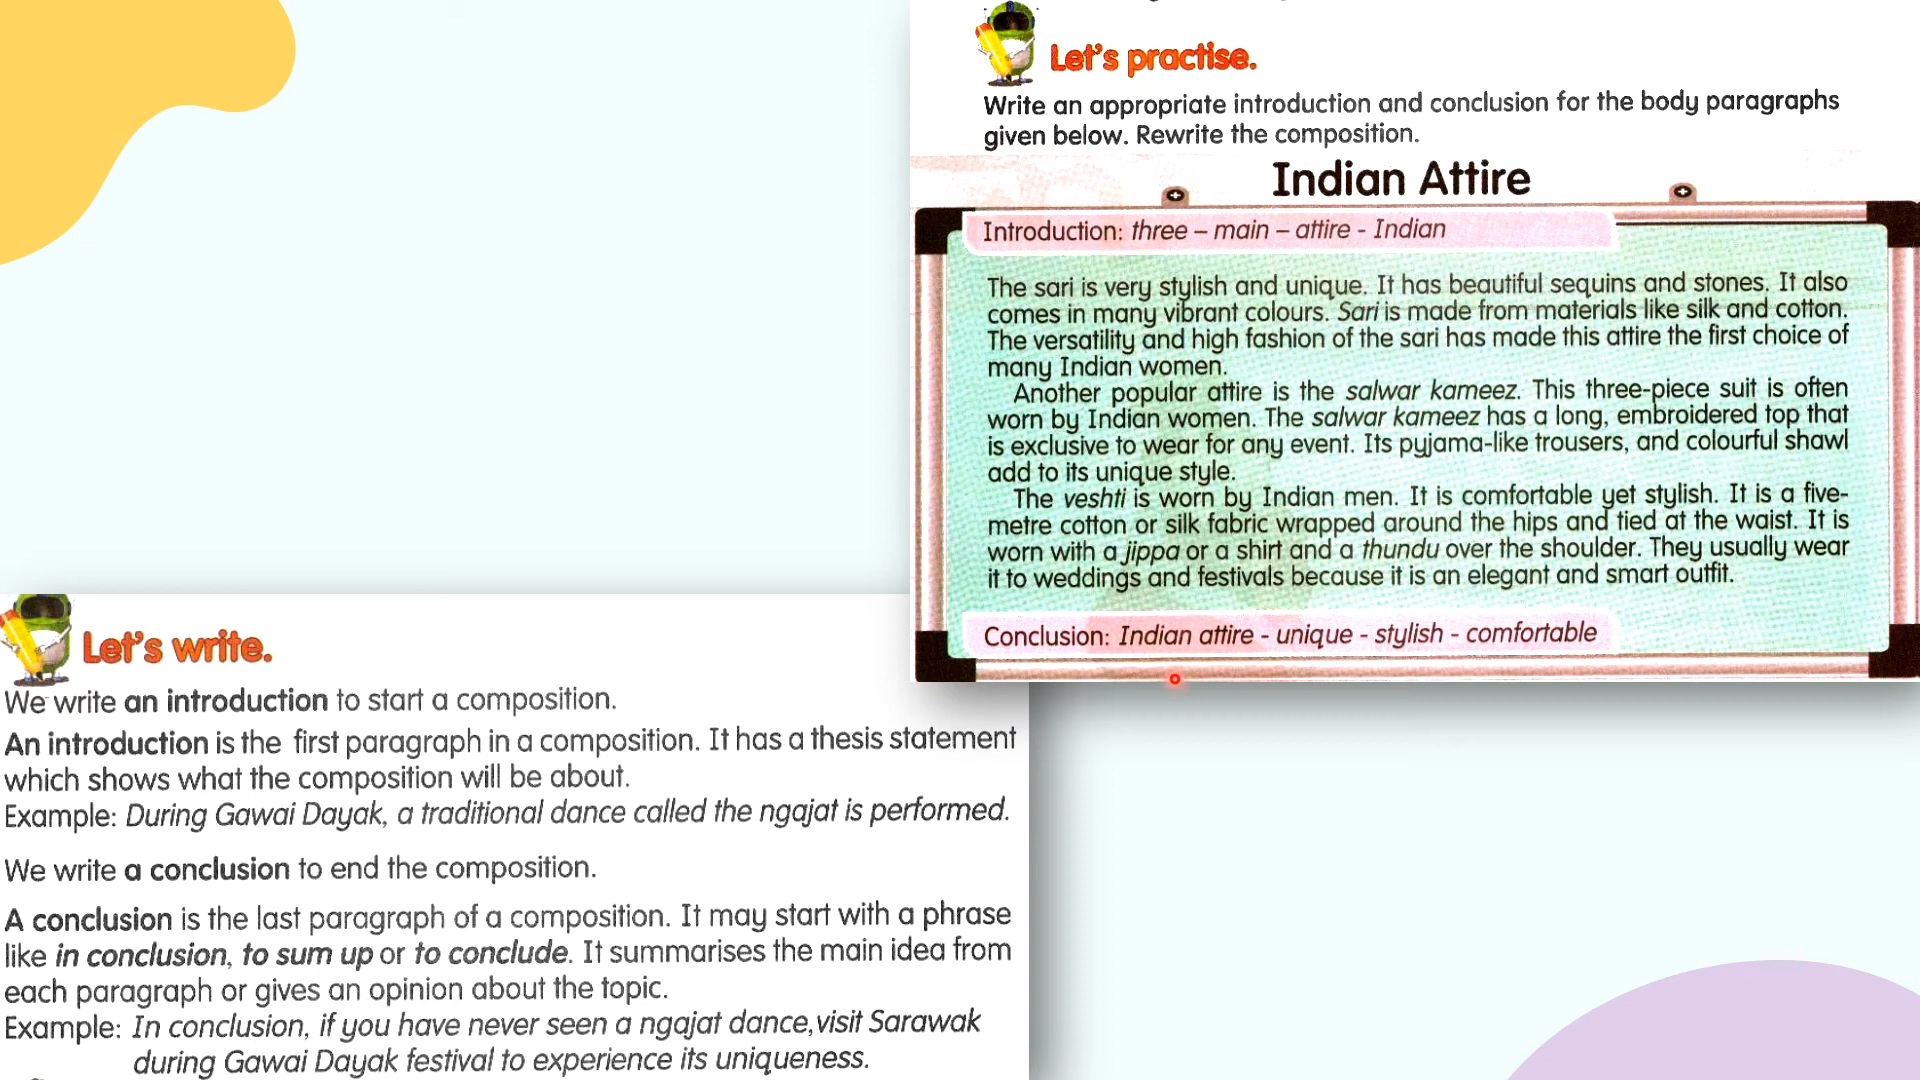 Let's practise.
Write an appropriate introduction and conclusion for the body paragraphs
given below. Rewrite the composition.
Indian Attire
Introduction: three – main – attire - Indian
The sari is very stylish and unique. It has beautiful sequins and stones. It also
comes in many vibrant colours. Sari is made from materials like silk and cotton.
The versatility and high fashion of the sari has made this attire the first choice of
many Indian women.
Another popular attire is the salwar kameez. This three-piece suit is often
worn by Indian women. The salwar kameez has a long, embroidered top that
is exclusive to wear for any event. Its pyjama-like trousers, and colourful shawl
add to its unique style.
The veshti is worn by Indian men. It is comfortable yet stylish. It is a five-
metre cotton or silk fabric wrapped around the hips and tied at the waist. It is
worn with a jippa or a shirt and a thundu over the shoulder. They usually wear
it to weddings and festivals because it is an elegant and smart outfit.
Conclusion: Indian attire - unique - stylish - comfortable
Let's write.
We write an introduction to start a composition.
An introduction is the first paragraph in a composition. It has a thesis statement
which shows what the composition will be about.
Example: During Gawai Dayak, a traditional dance called the ngajat is performed.
We write a conclusion to end the composition.
A conclusion is the last paragraph of a composition. It may start with a phrase
like in conclusion, to sum up or to conclude. It summarises the main idea from
each paragraph or gives an opinion about the topic.
Example: In conclusion, if you have never seen a ngajat dance, visit Sarawak
during Gawai Dayak festival to experience its uniqueness.